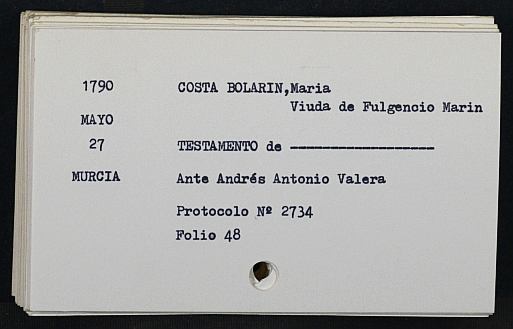 1790 COSTA BOLARIN,Maria
Viuda de Fulgencio Marin
MAYO
27 TESTAMENTO de ------------------
MURCIA Ante Andrés Antonio Valera
Protocolo Nº 2734
Folio 48